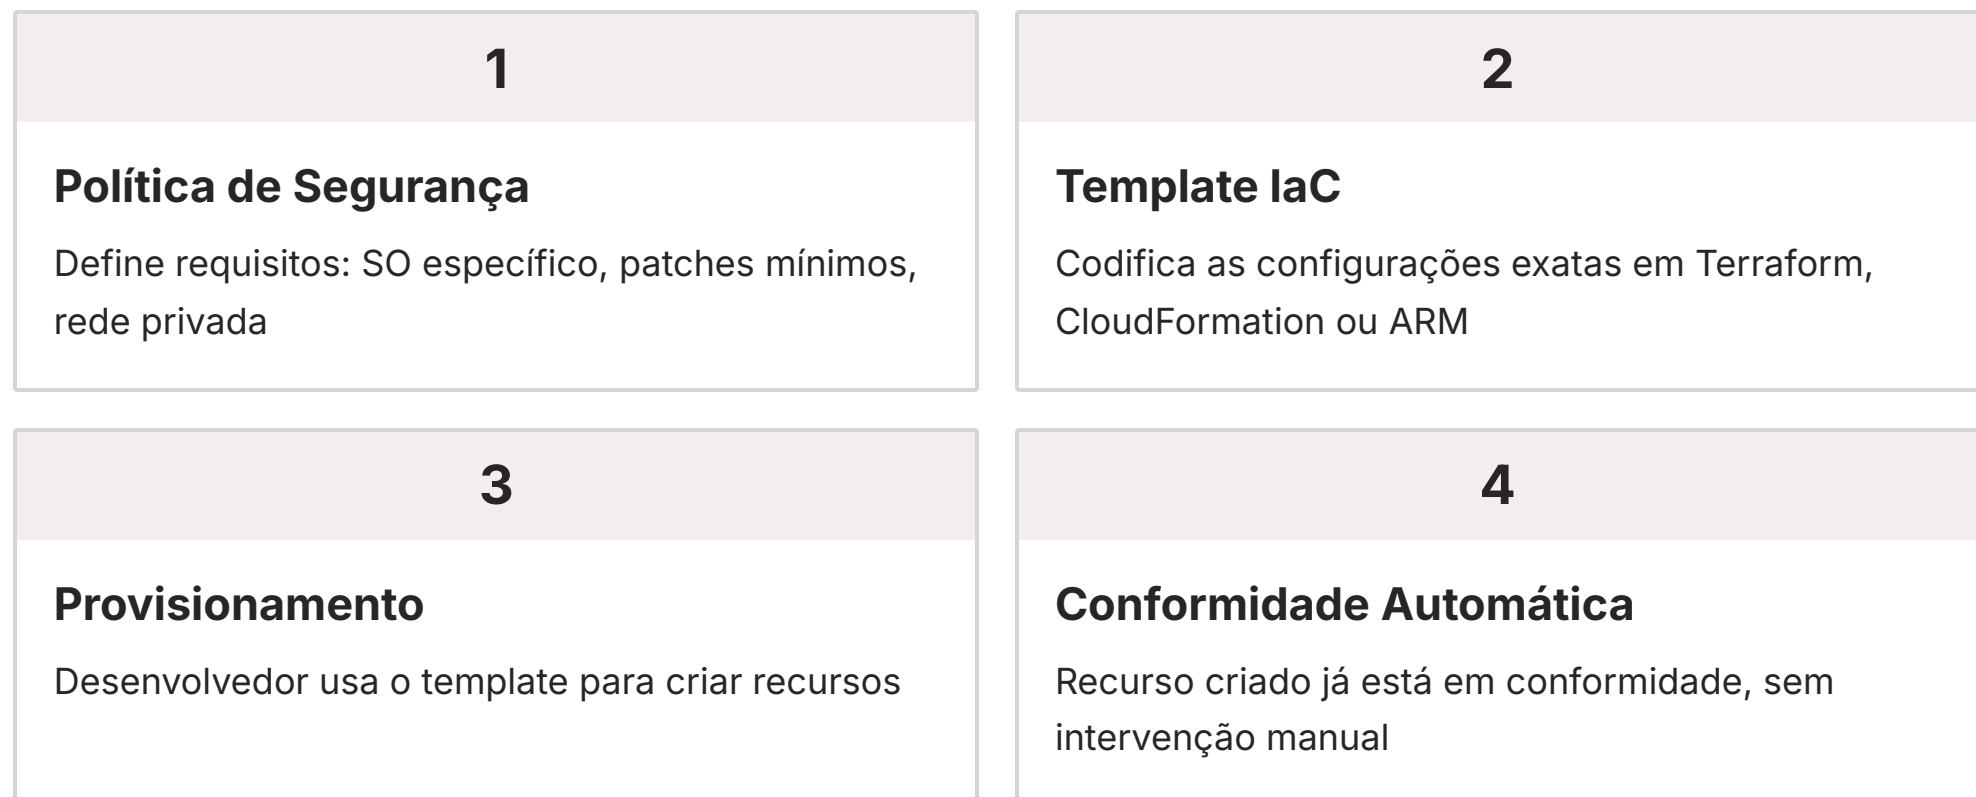 1
Política de Segurança
Define requisitos: SO específico, patches mínimos,
rede privada
2
Template IaC
Codifica as configurações exatas em Terraform,
CloudFormation ou ARM
3
Provisionamento
Desenvolvedor usa o template para criar recursos
4
Conformidade Automática
Recurso criado já está em conformidade, sem
intervenção manual